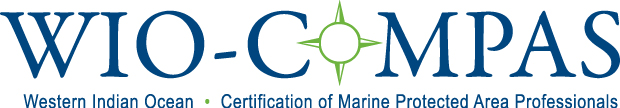 WIO-COMPAS
Western Indian Ocean • Certification of Marine Protected Area Professionals